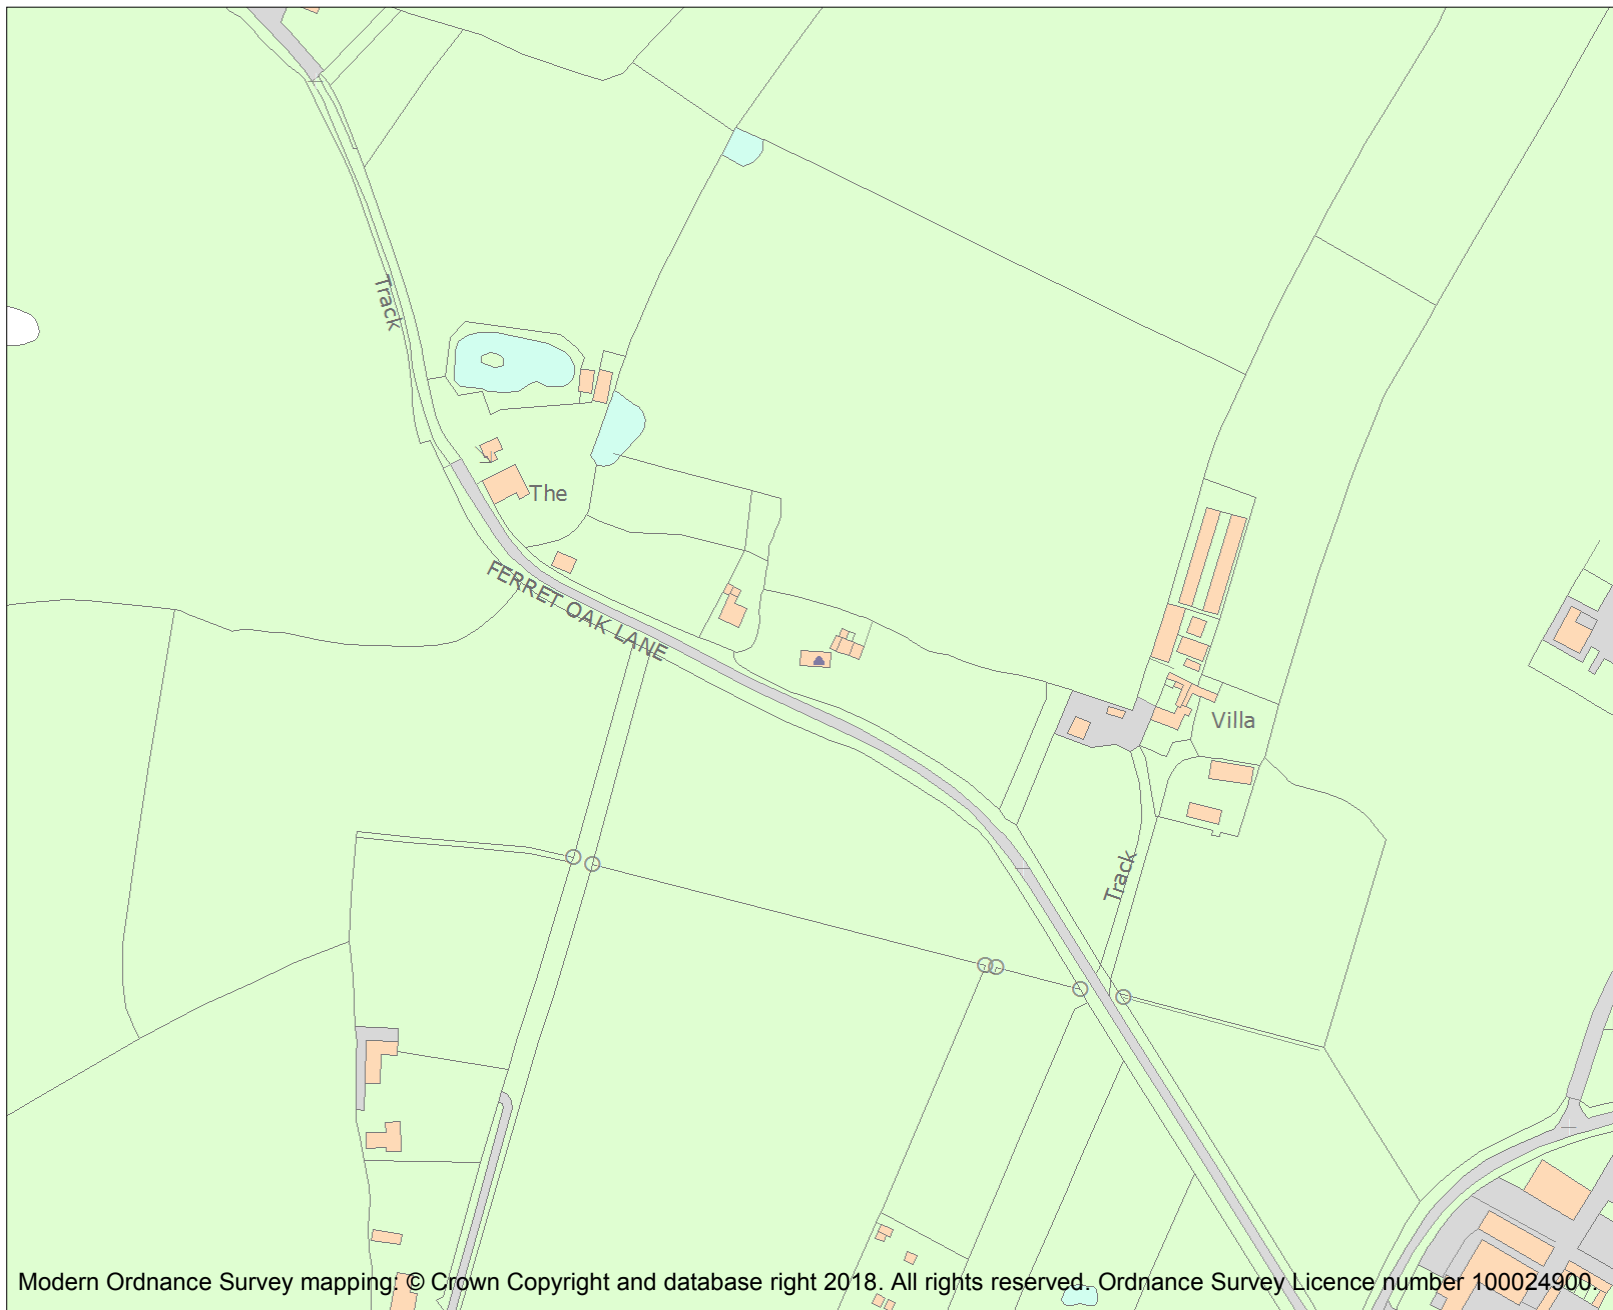 Track
The
FERRET OAK LANE
Villa
Track
Modern Ordnance Survey mapping: © Crown Copyright and database right 2018. All rights reserved. Ordnance Survey Licence number 100024900.